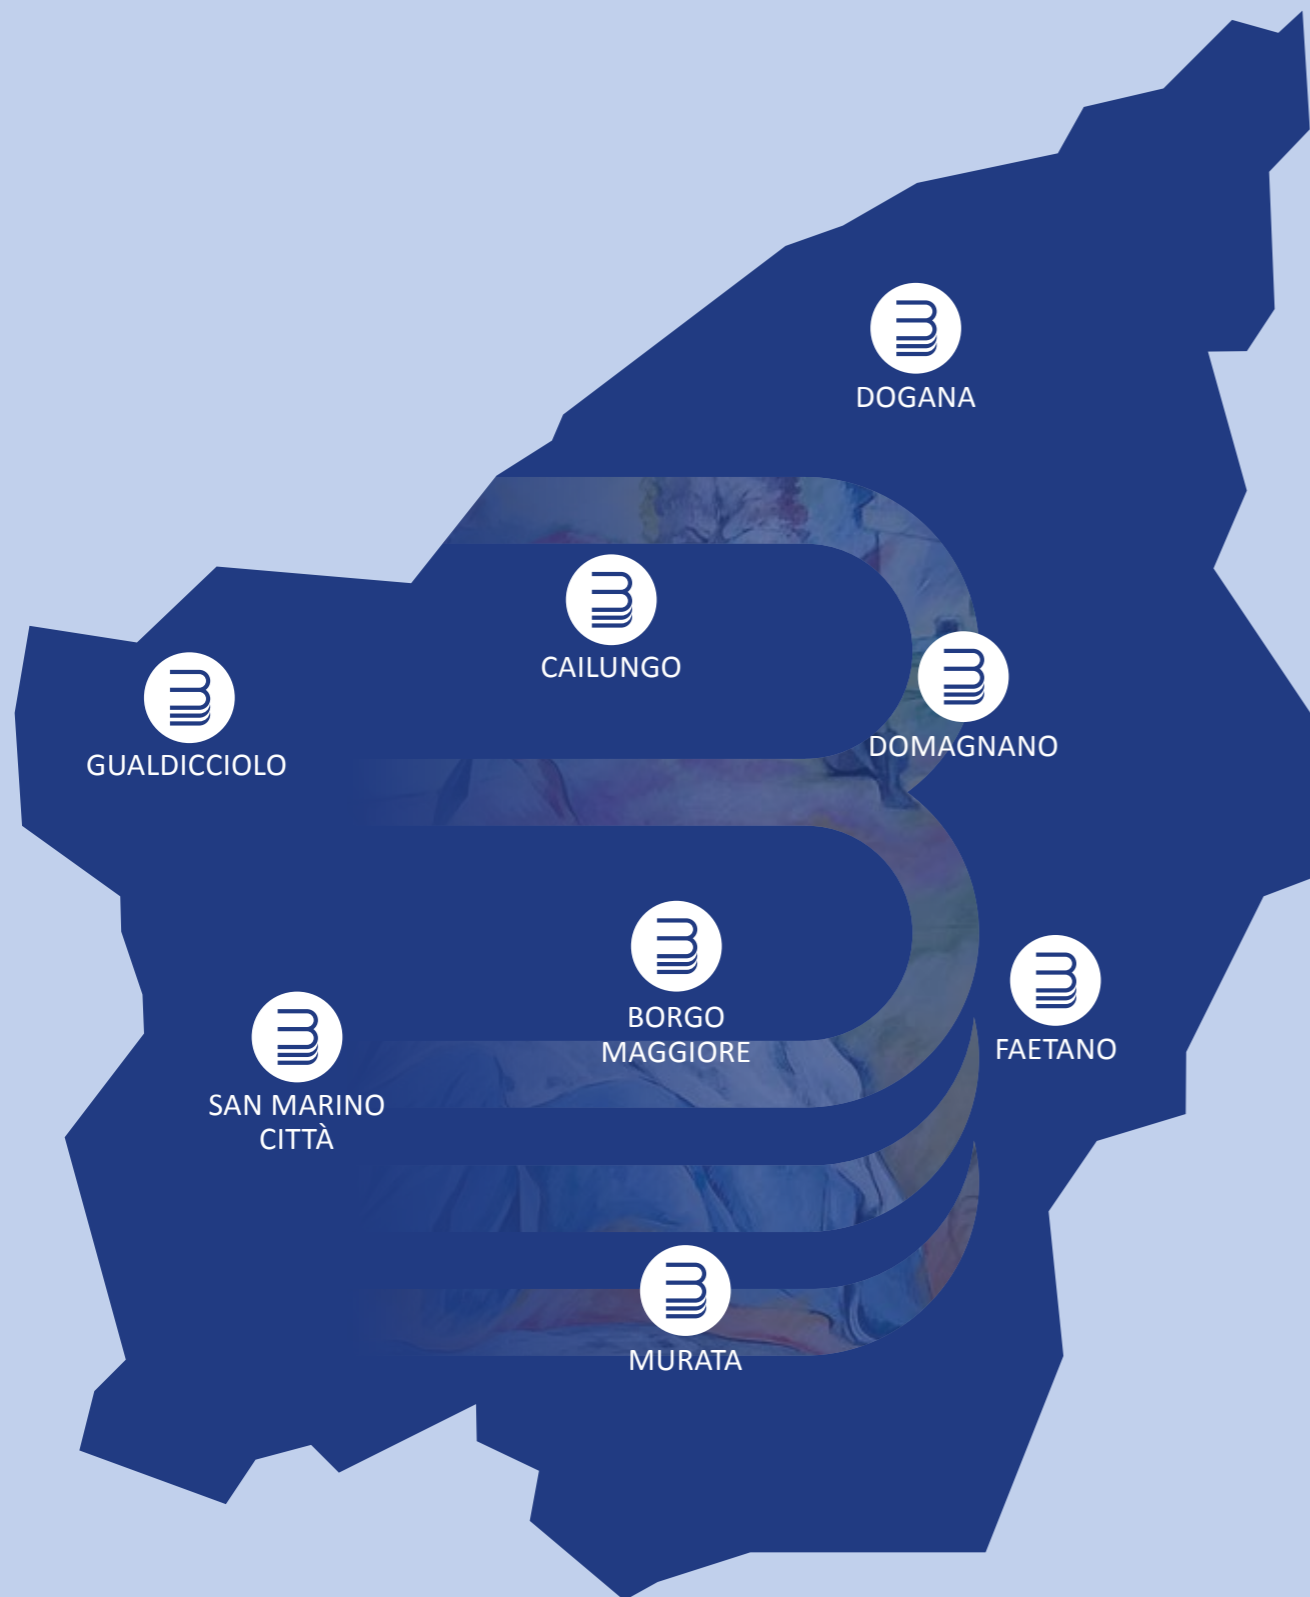 DOGANA
CAILUNGO
DOMAGNANO
GUALDICCIOLO
BORGO
MAGGIORE
FAETANO
SAN MARINO
CITTÀ
MURATA